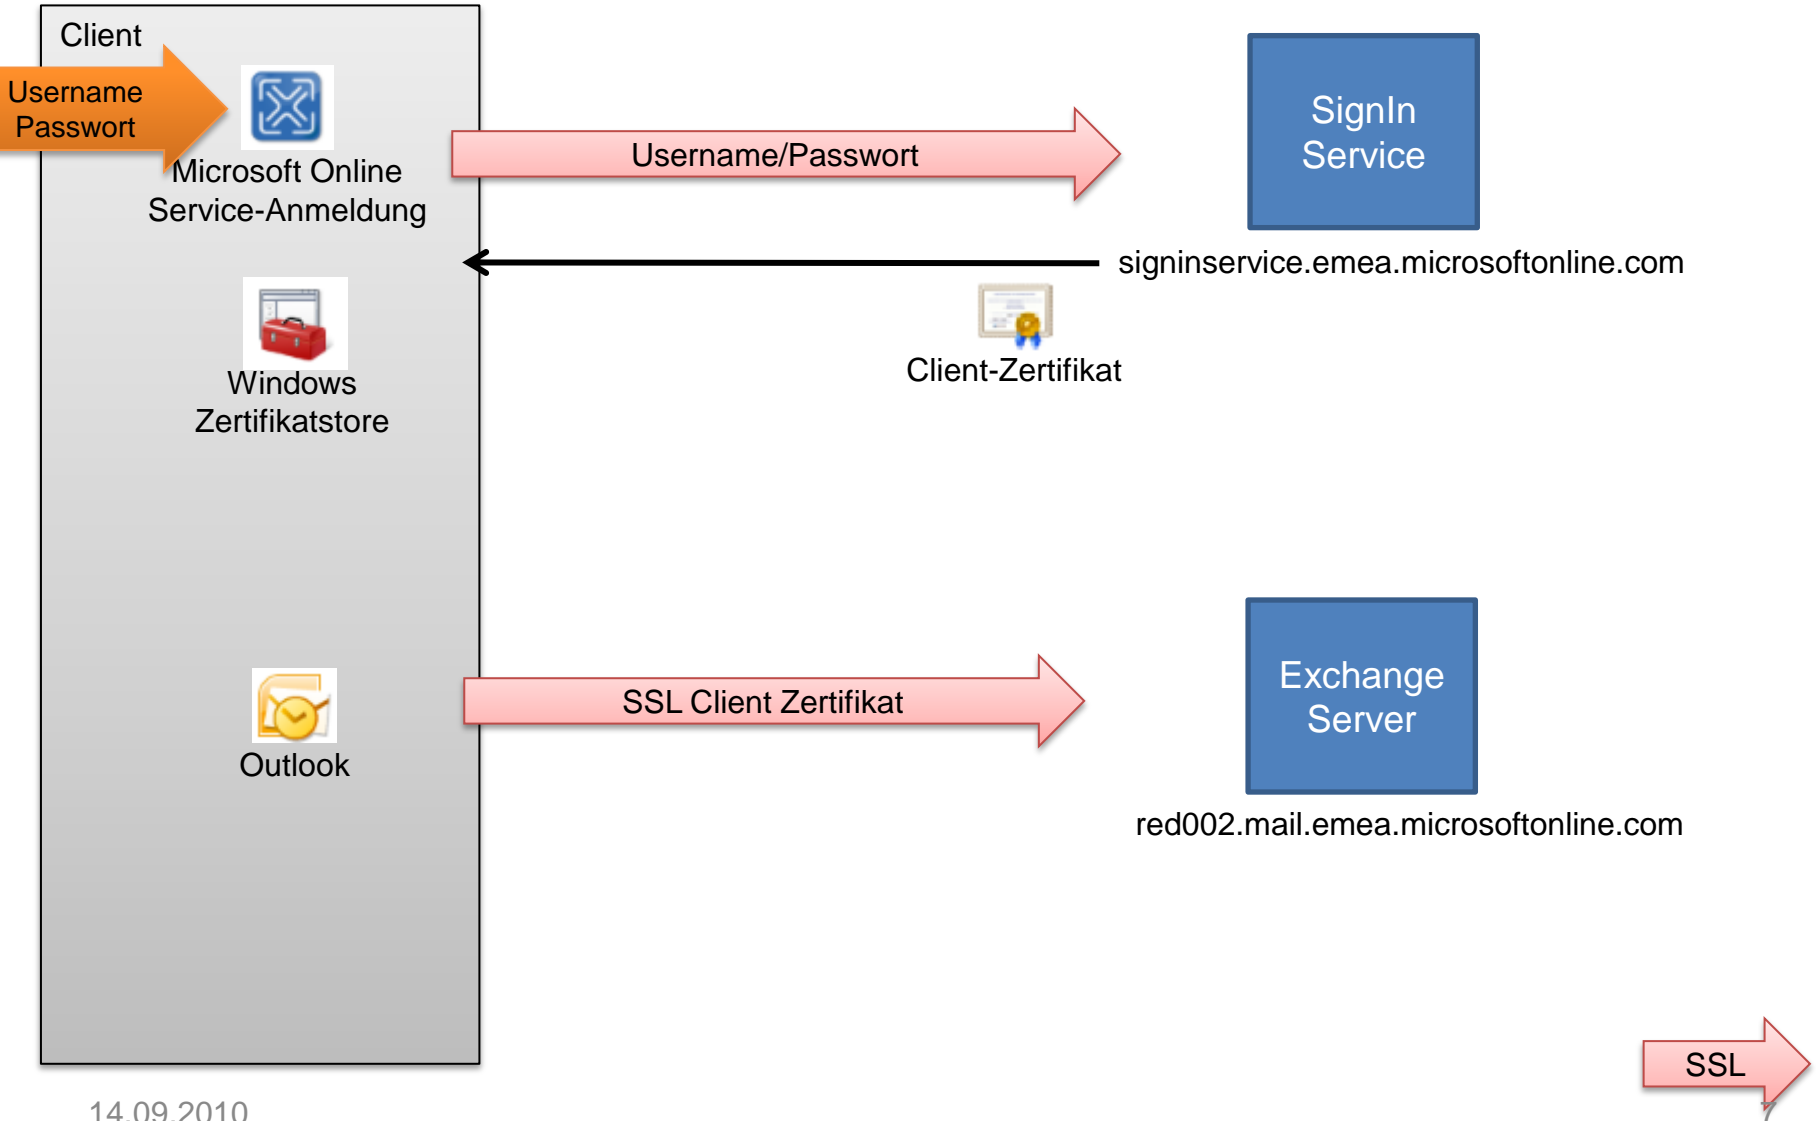 Client
Username
Passwort
Microsoft Online
Service-Anmeldung
Username/Passwort
SignIn
Service
signinservice.emea.microsoftonline.com
Client-Zertifikat
Windows
Zertifikatstore
Outlook
SSL Client Zertifikat
Exchange
Server
red002.mail.emea.microsoftonline.com
SSL
14.09.2010
7